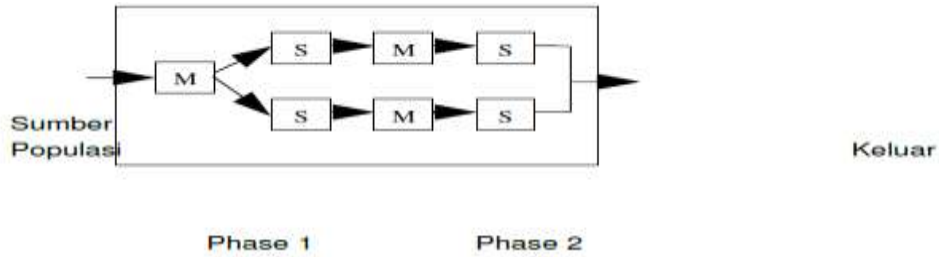 S M S
M
S M S
Sumber
Populasi
Keluar
Phase 1 Phase 2